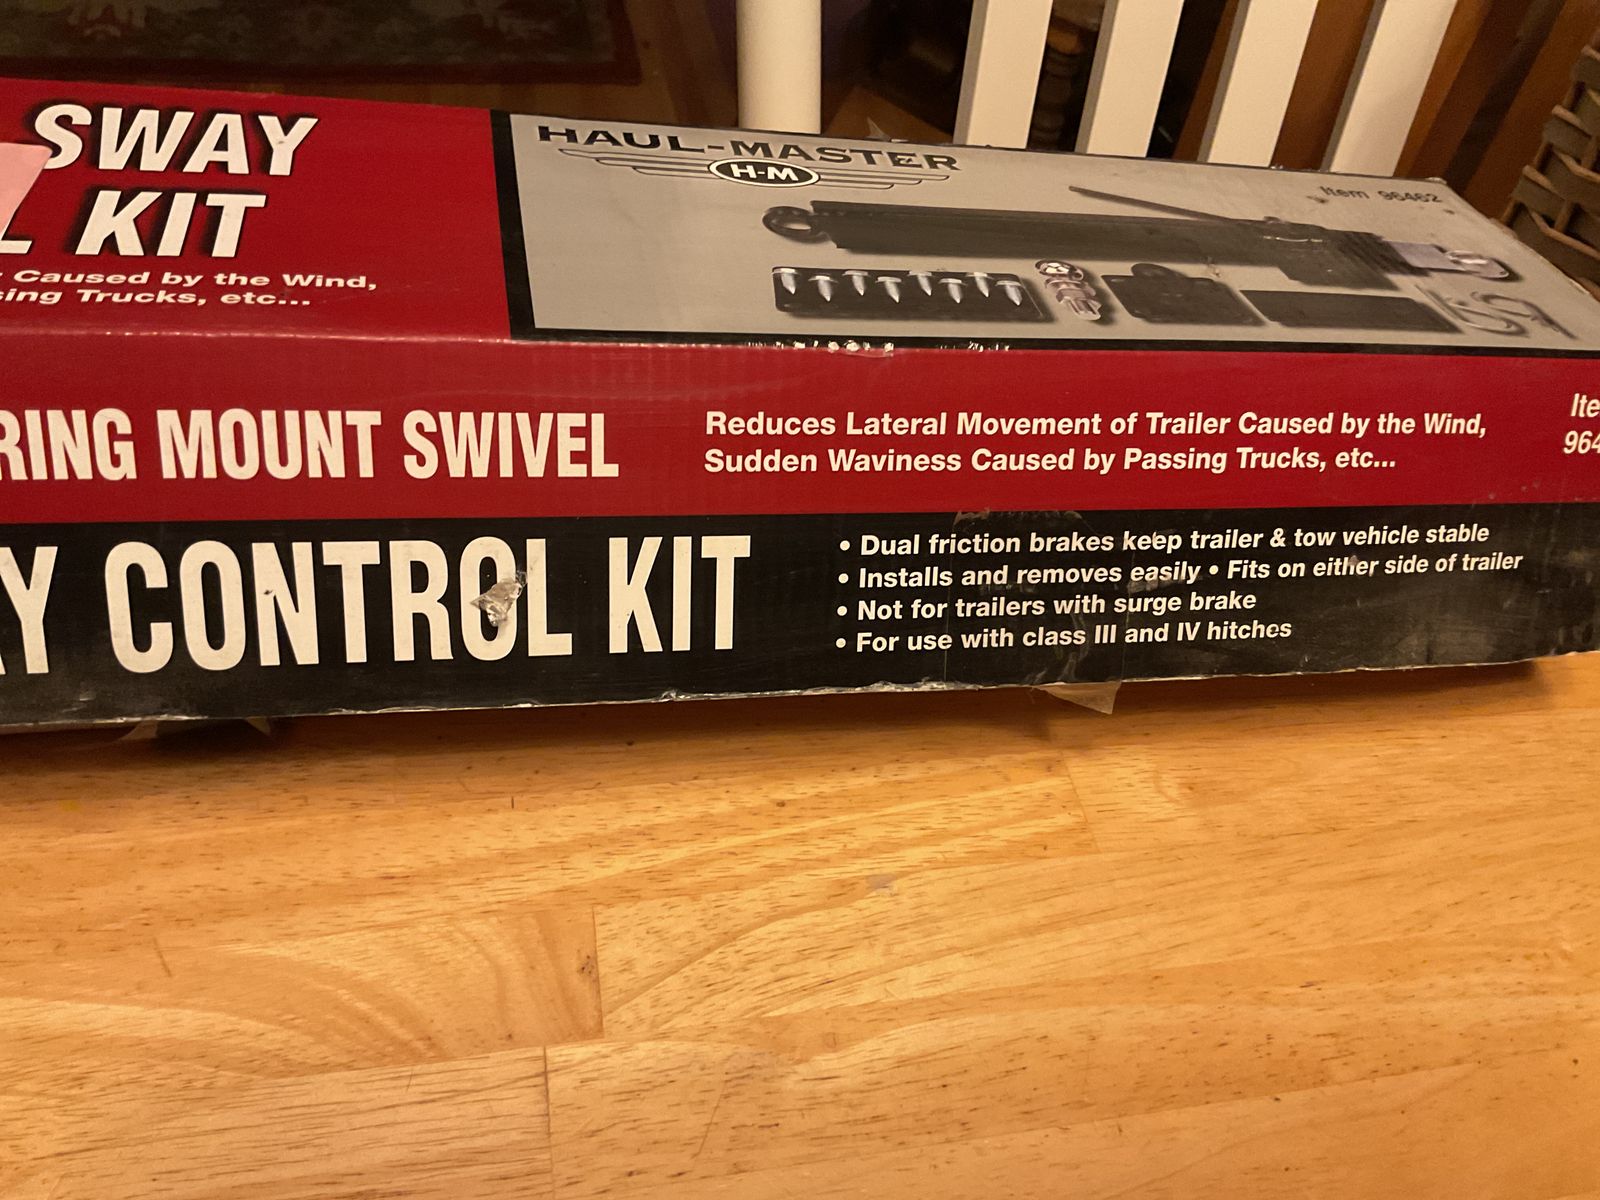 SWAY
L KIT
Caused by the Wind,
sing Trucks, etc...
HAUL-MASTER
H-M
Item 96462
RING MOUNT SWIVEL
Reduces Lateral Movement of Trailer Caused by the Wind,
Sudden Waviness Caused by Passing Trucks, etc...
Ite
964
AY CONTROL KIT
• Dual friction brakes keep trailer & tow vehicle stable
• Installs and removes easily • Fits on either side of trailer
• Not for trailers with surge brake
• For use with class III and IV hitches